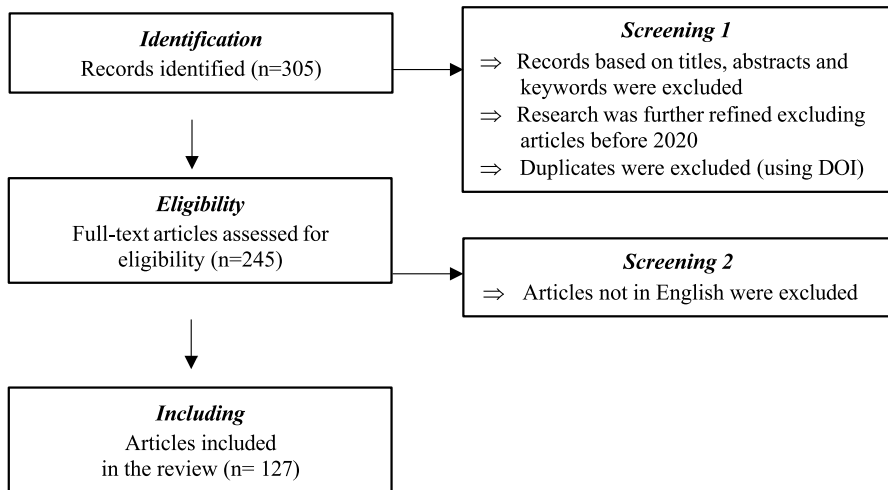 Identification
Records identified (n=305)
Screening 1
⇒ Records based on titles, abstracts and
keywords were excluded
⇒ Research was further refined excluding
articles before 2020
⇒ Duplicates were excluded (using DOI)
Eligibility
Full-text articles assessed for
eligibility (n=245)
Screening 2
⇒ Articles not in English were excluded
Including
Articles included
in the review (n= 127)